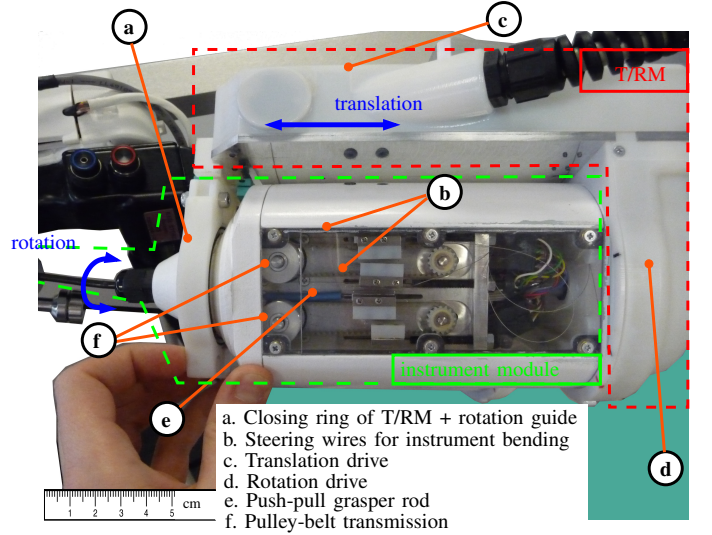 a
c
T/RM
translation
b
rotation
f
instrument module
e
d
a. Closing ring of T/RM + rotation guide
b. Steering wires for instrument bending
c. Translation drive
d. Rotation drive
e. Push-pull grasper rod
f. Pulley-belt transmission
1 2 3 4 5 cm